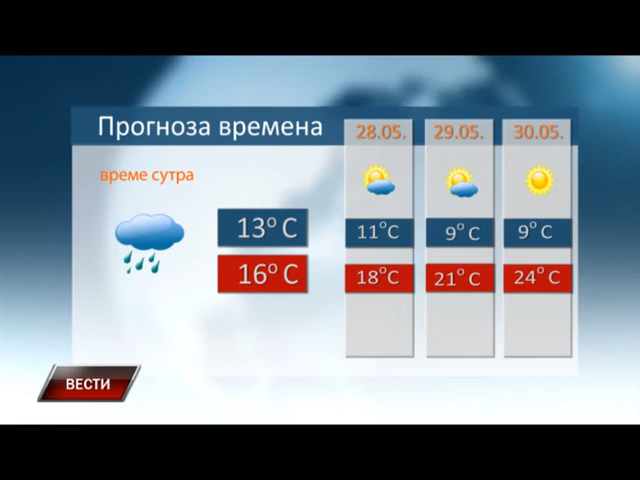 Прогноза времена
време сутра
13° C
16° C
28.05.
11°C
18°C
29.05.
9° C
21° C
30.05.
9° C
24° C
ВЕСТИ